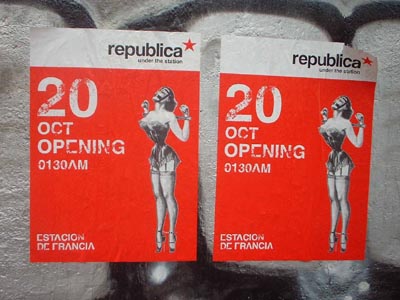 republica
under the station
20
OCT
OPENING
0130AM
ESTACION
DE FRANCIA
republica
under the station
20
OCT
OPENING
0130AM
ESTACION
DE FRANCIA